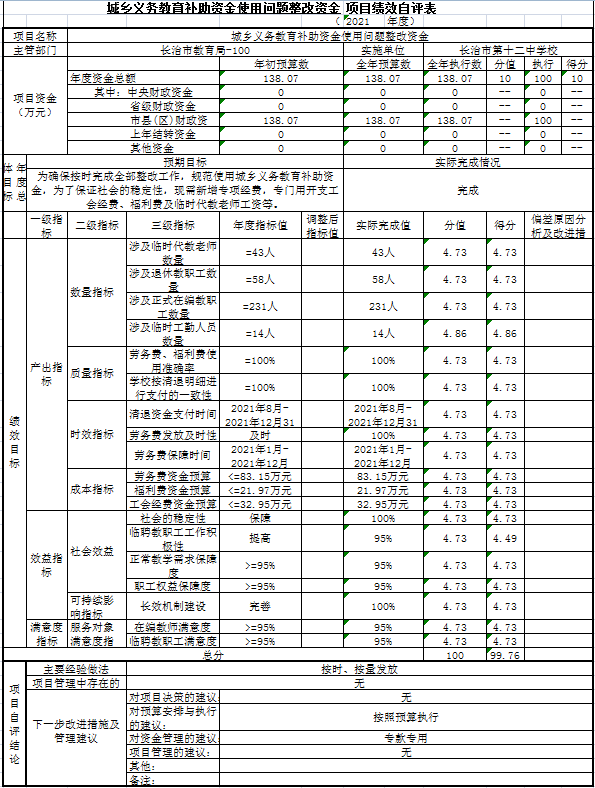 城乡义务教育补助资金使用问题整改资金 项目绩效自评表
（ 2021 年度）
项目名称 城乡义务教育补助资金使用问题整改资金
主管部门 长治市教育局-100 实施单位 长治市第十二中学校
项目资金（万元） 年初预算数 全年预算数 全年执行数 分值 执行 得分
年度资金总额 138.07 138.07 138.07 10 100 10
其中：中央财政资金 0 0 0 -- 0 --
省级财政资金 0 0 0 -- 0 --
市县(区)财政资 138.07 138.07 138.07 -- 100 --
上年结转资金 0 0 0 -- 0 --
其他资金 0 0 0 -- 0 --
年度总体目标 预期目标 实际完成情况
为确保按时完成全部整改工作，规范使用城乡义务教育补助资
金，为了保证社会的稳定性，现需新增专项经费，专门用开支工
会经费、福利费及临时代教老师工资等。
完成
绩效目标
一级指标 二级指标 三级指标 年度指标值 调整后指标值 实际完成值 分值 得分 偏差原因分析及改进措
产出指标 数量指标 涉及临时代教老师数量 =43人 43人 4.73 4.73
涉及退休教职工数量 =58人 58人 4.73 4.73
涉及正式在编教职工数量 =231人 231人 4.73 4.73
涉及临时工勤人员数量 =14人 14人 4.86 4.86
质量指标 劳务费、福利费使用准确率 =100% 100% 4.73 4.73
学校按清退明细进行支付的一致性 =100% 100% 4.73 4.73
时效指标 清退资金支付时间 2021年8月-2021年12月31 2021年8月-2021年12月31 4.73 4.73
劳务费发放及时性 及时 100% 4.73 4.73
劳务费保障时间 2021年1月-2021年12月 2021年1月-2021年12月 4.73 4.73
成本指标 劳务费资金预算 <=83.15万元 83.15万元 4.73 4.73
福利费资金预算 <=21.97万元 21.97万元 4.73 4.73
工会经费资金预算 <=32.95万元 32.95万元 4.73 4.73
效益指标 社会效益 社会的稳定性 保障 100% 4.73 4.73
临聘教职工工作积极性 提高 95% 4.73 4.49
正常教学需求保障度 >=95% 95% 4.73 4.73
职工权益保障度 >=95% 95% 4.73 4.73
可持续影响指标 长效机制建设 完善 100% 4.73 4.73
满意度指标 服务对象满意度指 在编教师满意度 >=95% 95% 4.73 4.73
临聘教职工满意度 >=95% 95% 4.73 4.73
总分 100 99.76
项目自评结论
主要经验做法 按时、按量发放
项目管理中存在的 无
下一步改进措施及管理建议
对项目决策的建议： 无
对预算安排与执行的建议： 按照预算执行
对资金管理的建议： 专款专用
项目管理的建议： 无
其他：
备注：